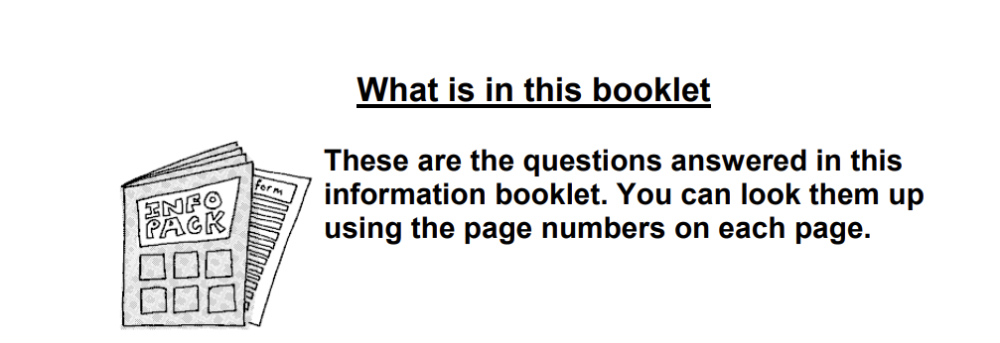 What is in this booklet
These are the questions answered in this
information booklet. You can look them up
using the page numbers on each page.
INFO
PACK
form